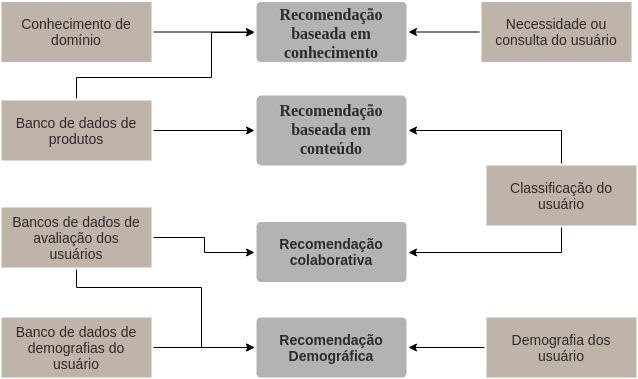 Conhecimento de
domínio
Recomendação
baseada em
conhecimento
Necessidade ou
consulta do usuário
Banco de dados de
produtos
Recomendação
baseada em
conteúdo
Classificação do
usuário
Bancos de dados de
avaliação dos
usuários
Recomendação
colaborativa
Banco de dados de
demografias do
usuário
Recomendação
Demográfica
Demografia dos
usuário